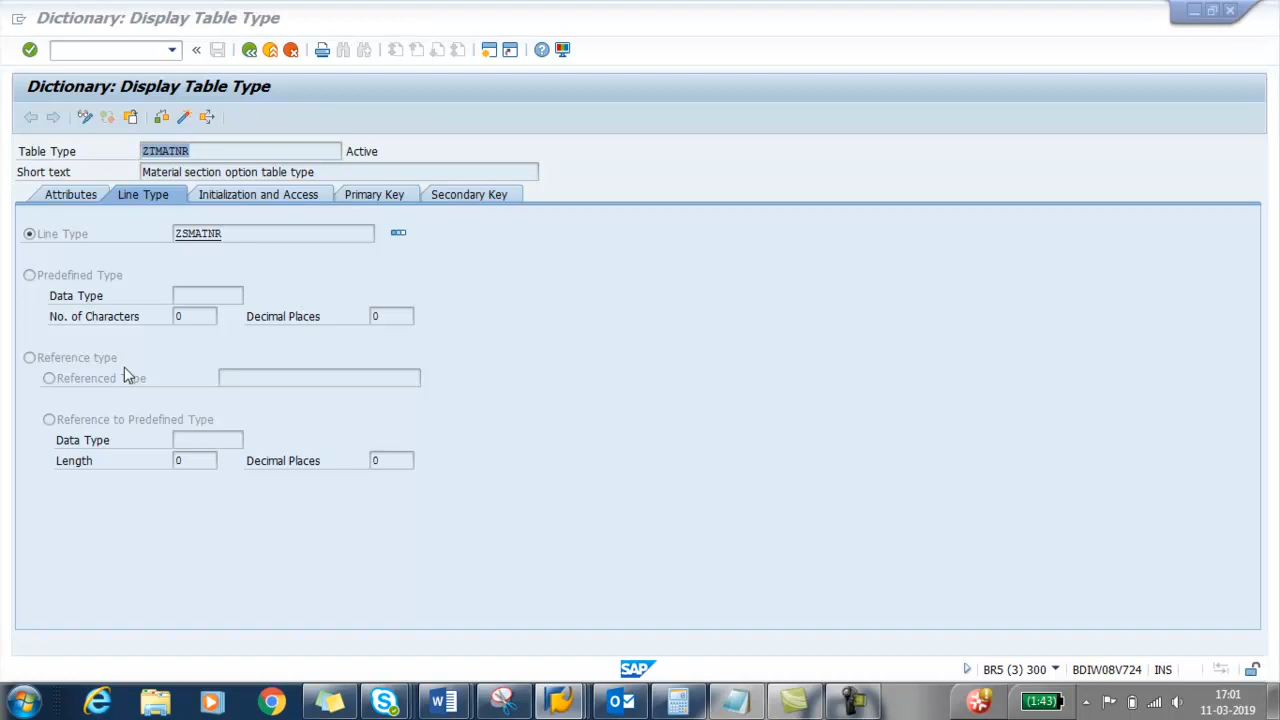 Dictionary: Display Table Type
Dictionary: Display Table Type
Table Type ZTMATNR Active
Short text Material section option table type
Attributes Line Type Initialization and Access Primary Key Secondary Key
Line Type ZSMATNR
Predefined Type
Data Type
No. of Characters 0 Decimal Places 0
Reference type
Referenced Type
Reference to Predefined Type
Data Type
Length 0 Decimal Places 0
SAP BR5 (3) 300 BDIW08V724 INS
(1:43) 17:01
11-03-2019